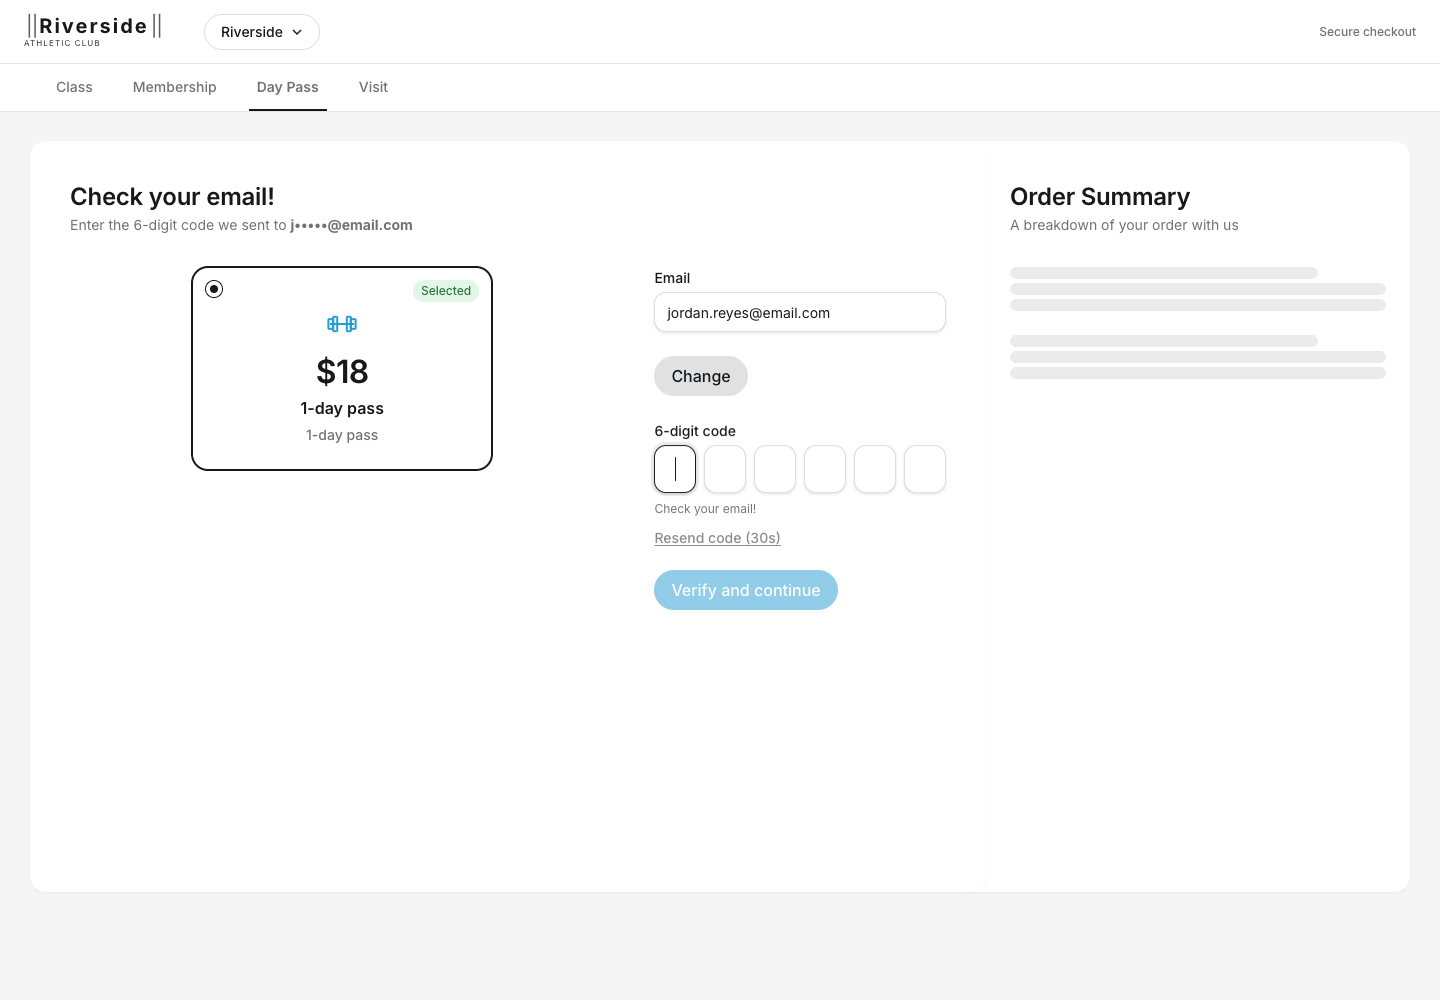 Riverside
ATHLETIC CLUB
Riverside
Secure checkout
Class
Membership
Day Pass
Visit
Check your email!
Enter the 6-digit code we sent to j•••••@email.com
Selected
$18
1-day pass
1-day pass
Email
jordan.reyes@email.com
Change
6-digit code
Check your email!
Resend code (30s)
Verify and continue
Order Summary
A breakdown of your order with us